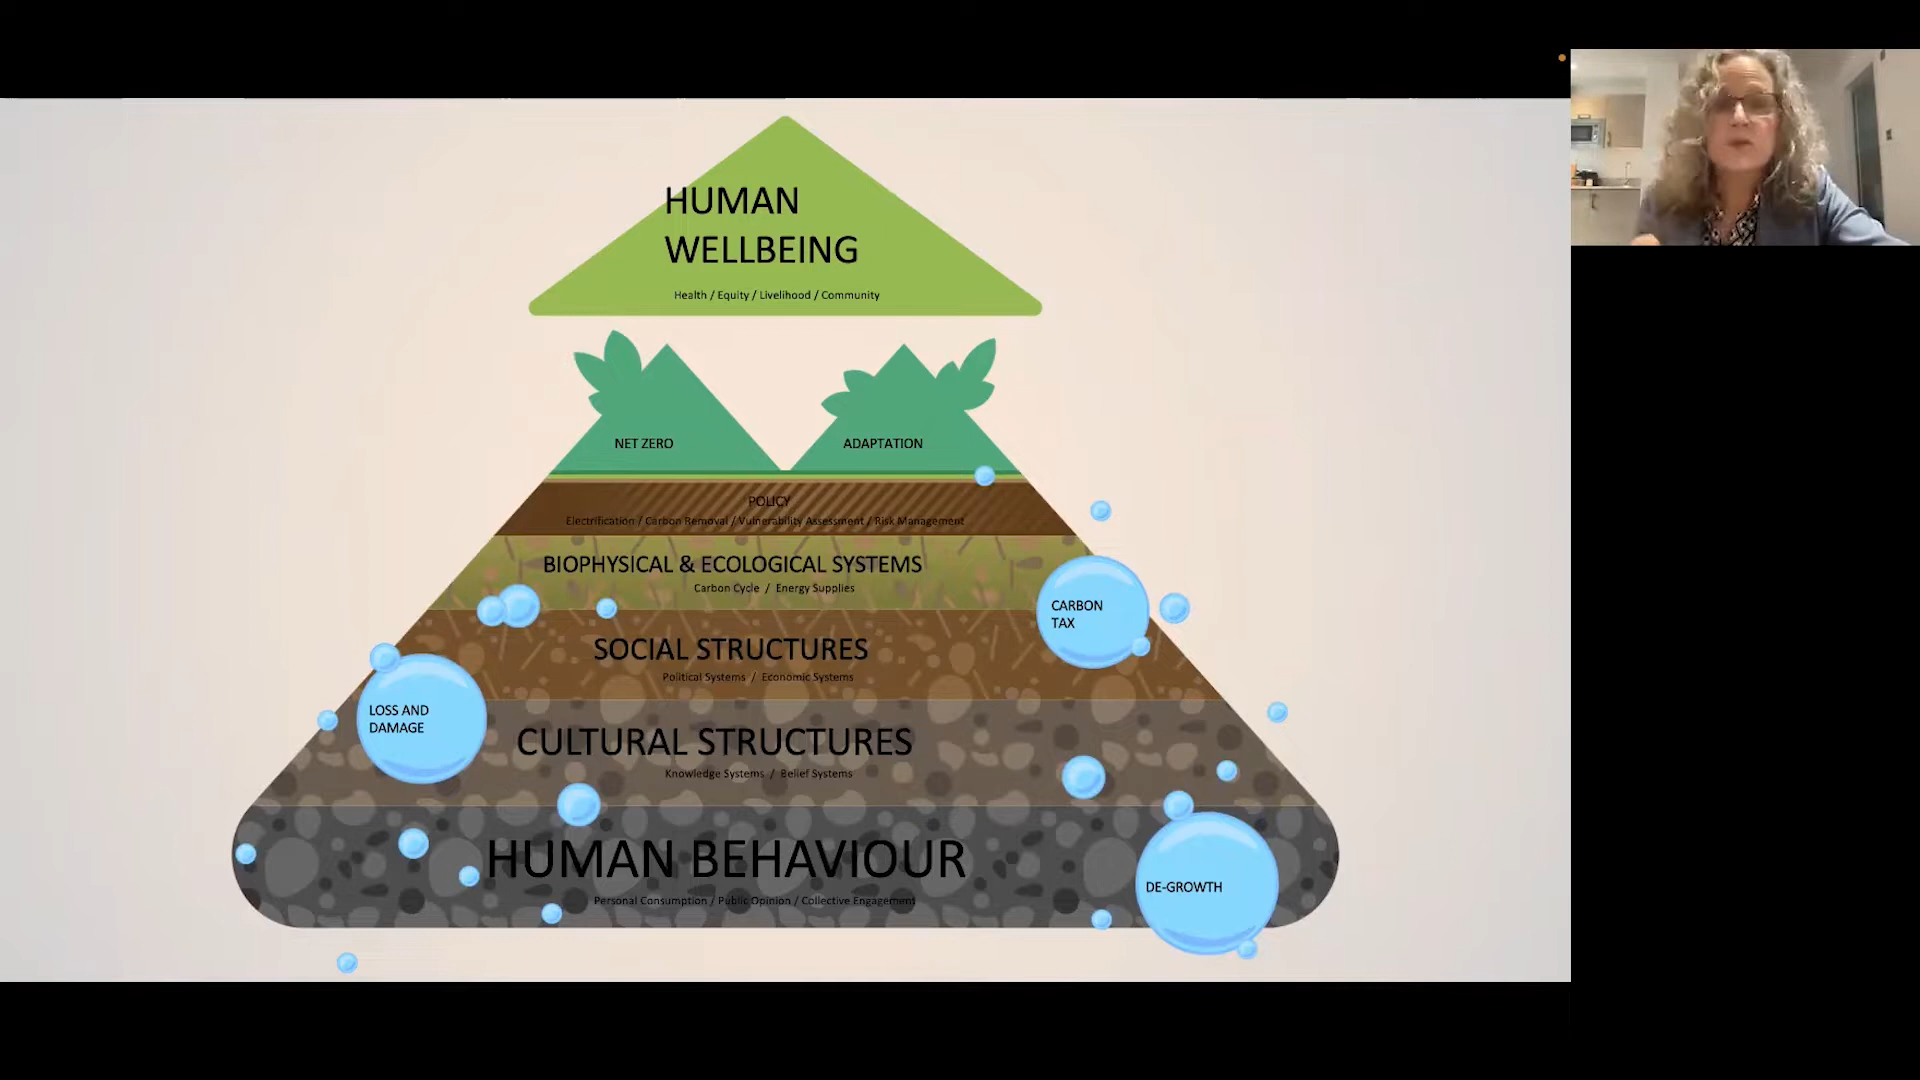 HUMAN
WELLBEING
Health / Equity / Livelihood / Community
NET ZERO
ADAPTATION
POLICY
Electrification / Carbon Removal / Vulnerability Assessment / Risk Management
BIOPHYSICAL & ECOLOGICAL SYSTEMS
Carbon Cycle / Energy Supplies
CARBON
TAX
SOCIAL STRUCTURES
Political Systems / Economic Systems
LOSS AND
DAMAGE
CULTURAL STRUCTURES
Knowledge Systems / Belief Systems
HUMAN BEHAVIOUR
DE-GROWTH
Personal Consumption / Public Opinion / Collective Engagement